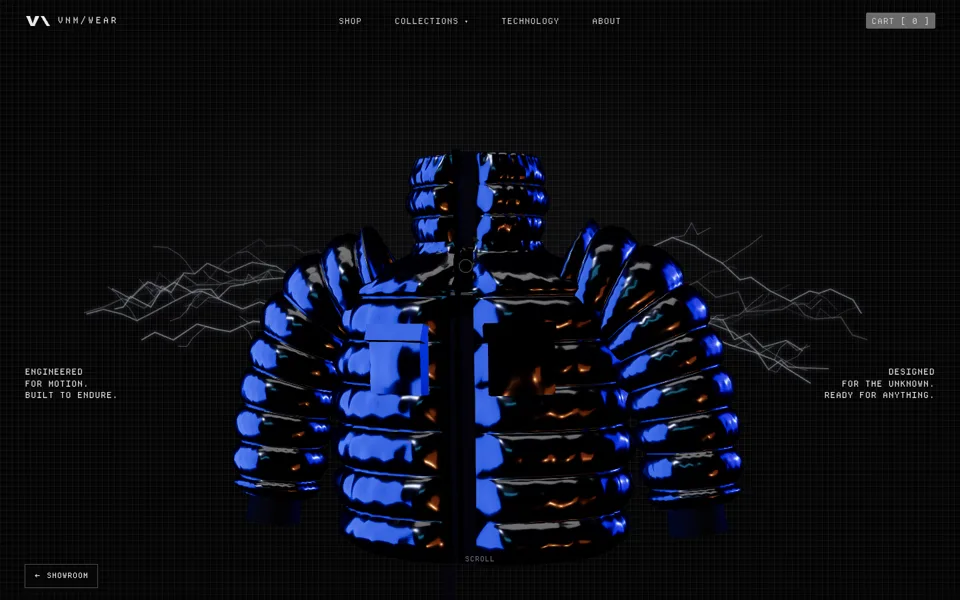 VNM/WEAR
SHOP
COLLECTIONS ▾
TECHNOLOGY
ABOUT
CART [ 0 ]
ENGINEERED
FOR MOTION.
BUILT TO ENDURE.
DESIGNED
FOR THE UNKNOWN.
READY FOR ANYTHING.
SCROLL
← SHOWROOM